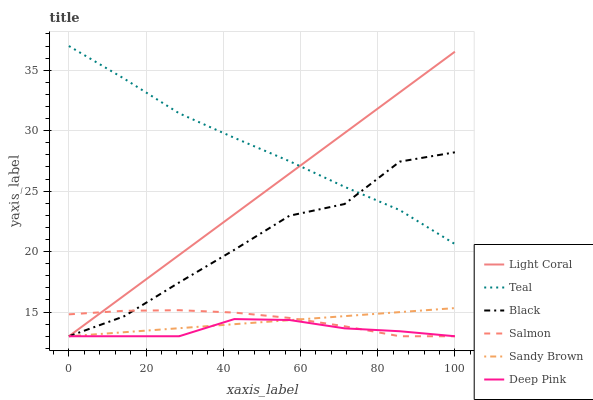 title
yaxis_label
35
30
25
20
15
0 20 40 60 80 100
xaxis_label
Light Coral
Teal
Black
Salmon
Sandy Brown
Deep Pink